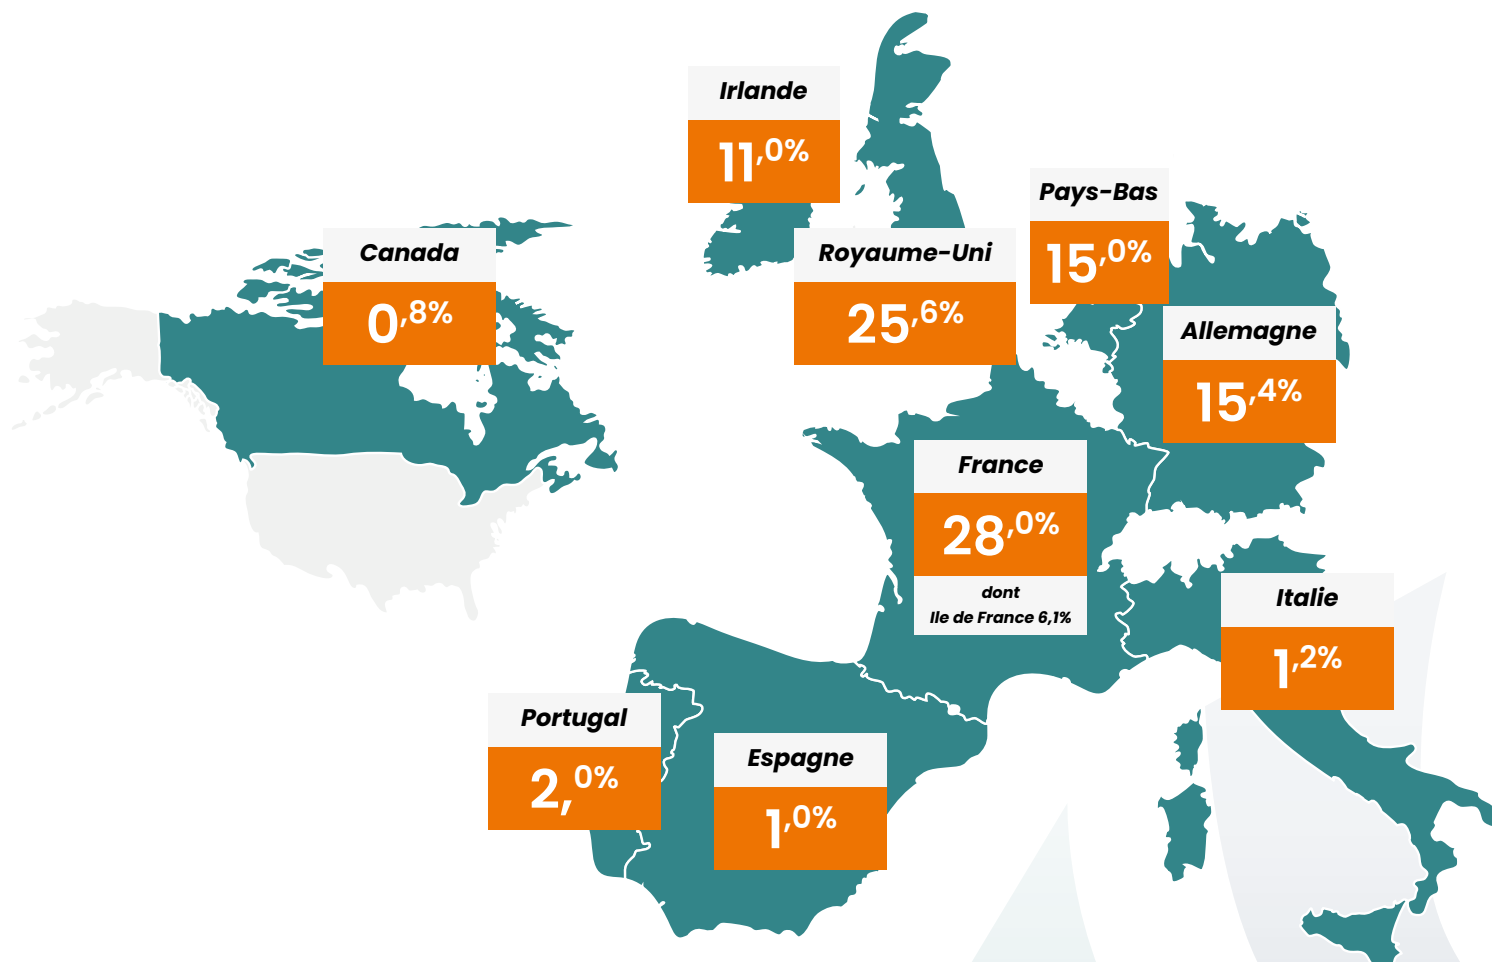 Irlande
11,0%
Pays-Bas
15,0%
Canada
0,8%
Royaume-Uni
25,6%
Allemagne
15,4%
France
28,0%
dont
Ile de France 6,1%
Italie
1,2%
Portugal
2,0%
Espagne
1,0%